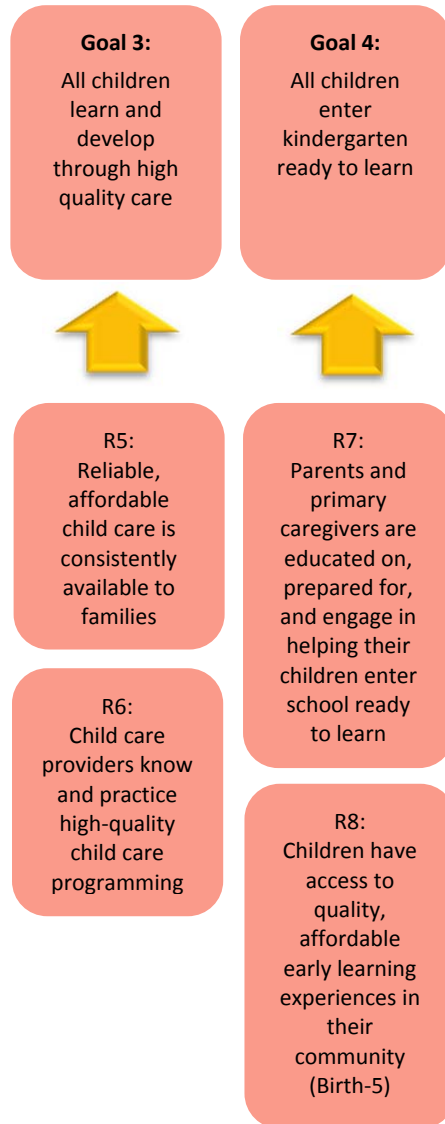 Goal 3:
All children
learn and
develop
through high
quality care
Goal 4:
All children
enter
kindergarten
ready to learn
R5:
Reliable,
affordable
child care is
consistently
available to
families
R6:
Child care
providers know
and practice
high-quality
child care
programming
R7:
Parents and
primary
caregivers are
educated on,
prepared for,
and engage in
helping their
children enter
school ready
to learn
R8:
Children have
access to
quality,
affordable
early learning
experiences in
their
community
(Birth-5)